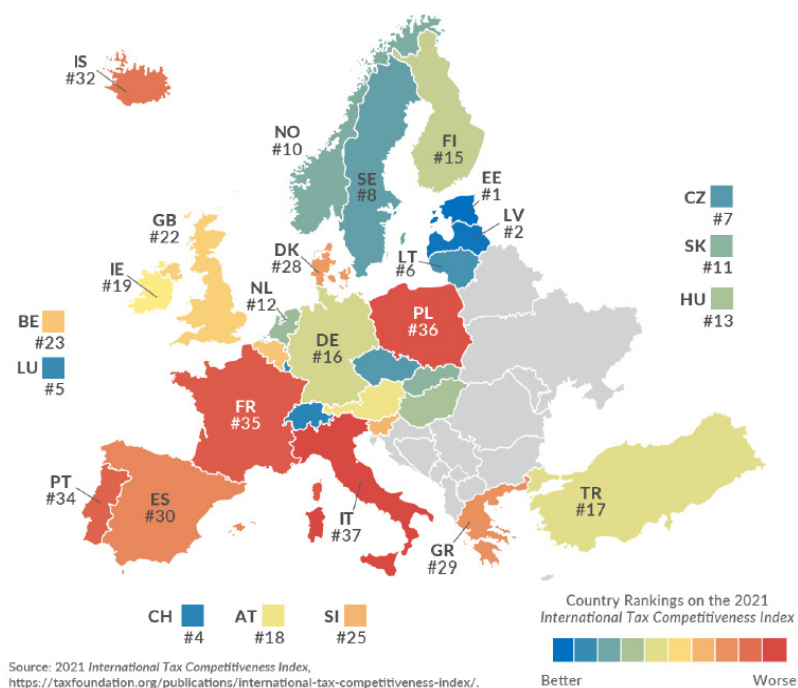 IS
#32
NO
#10
FI
#15
SE
#8
EE
#1
LV
#2
CZ
#7
GB
#22
DK
#28
LT
#6
SK
#11
IE
#19
NL
#12
HU
#13
BE
#23
PL
#36
DE
#16
LU
#5
FR
#35
PT
#34
ES
#30
IT
#37
GR
#29
TR
#17
CH
#4
AT
#18
SI
#25
Country Rankings on the 2021
International Tax Competitiveness Index
Better Worse
Source: 2021 International Tax Competitiveness Index,
https://taxfoundation.org/publications/international-tax-competitiveness-index/.